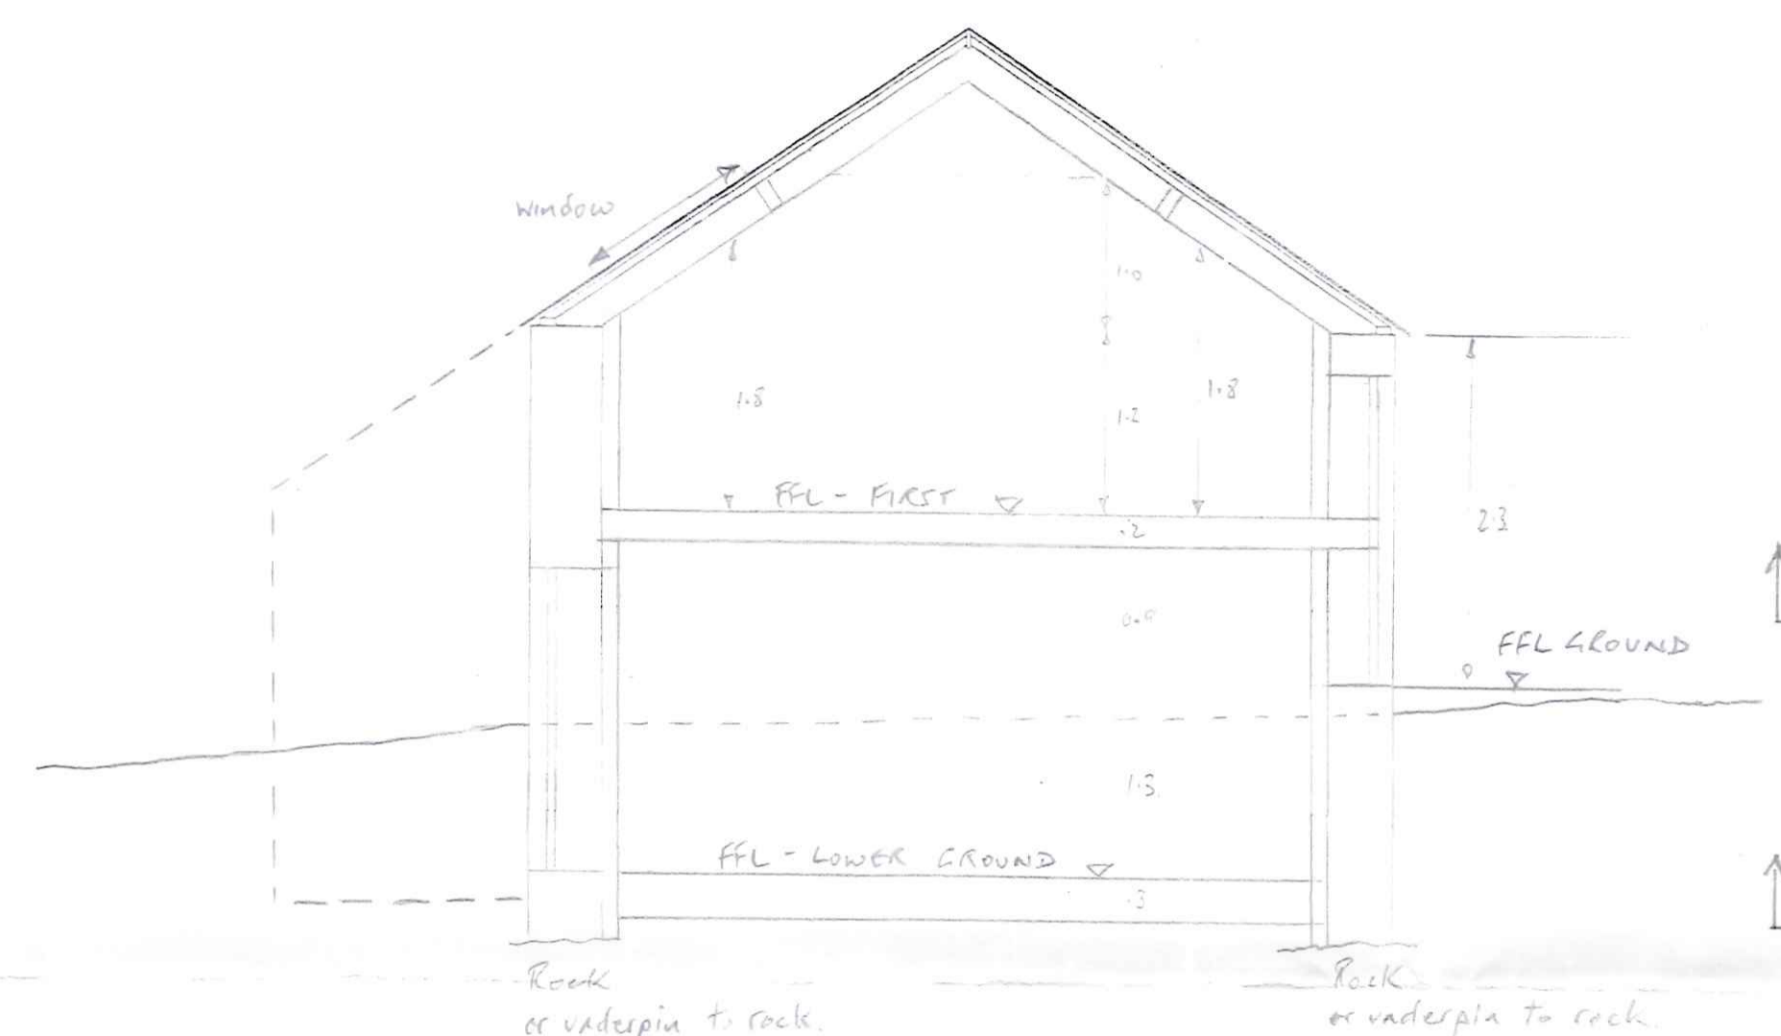 window
1.0
1.8
1.2
1.8
FFL - FIRST
.2
2.3
0.9
FFL GROUND
1.3
FFL - LOWER GROUND
.3
Rock
or underpin to rock.
Rock
or underpin to rock.